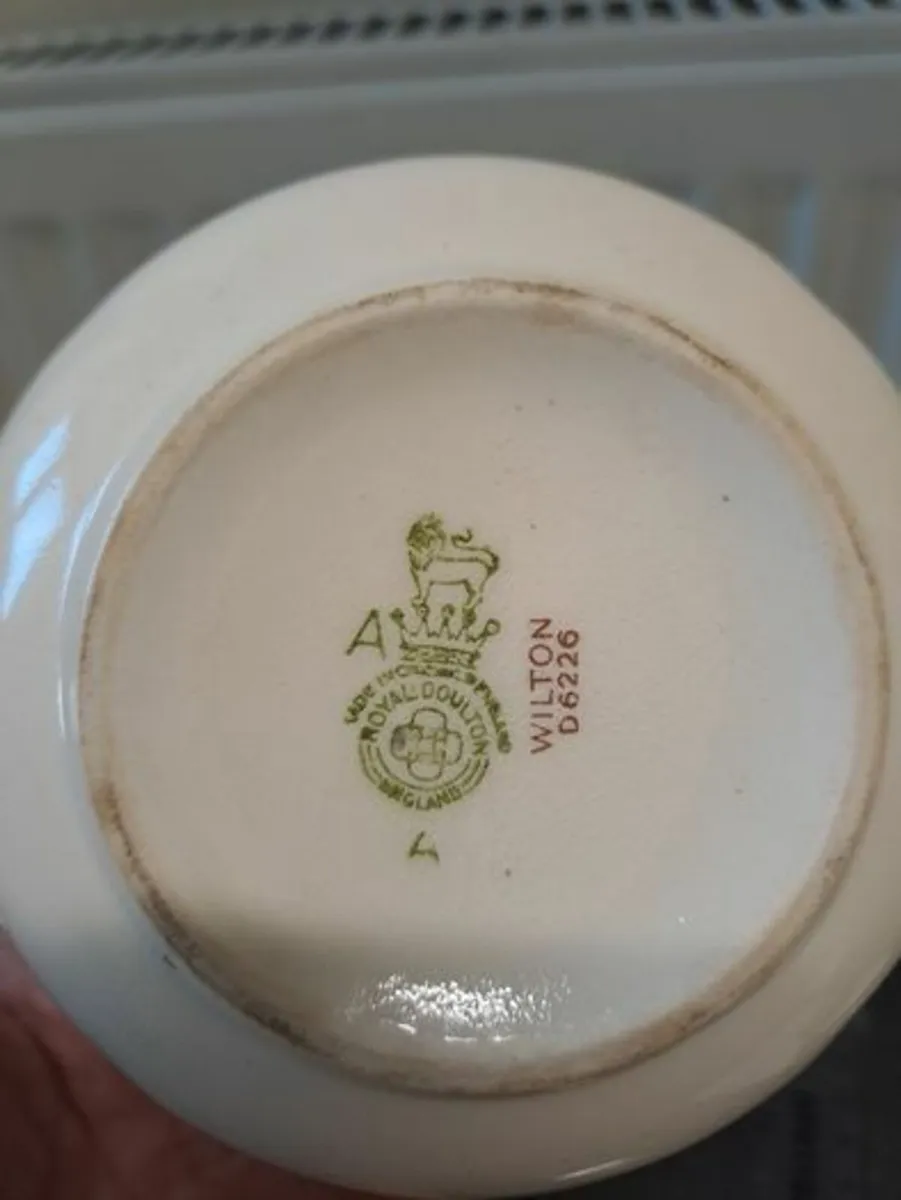 A
MADE IN ENGLAND
ROYAL DOULTON
ENGLAND
A
WILTON
D6226